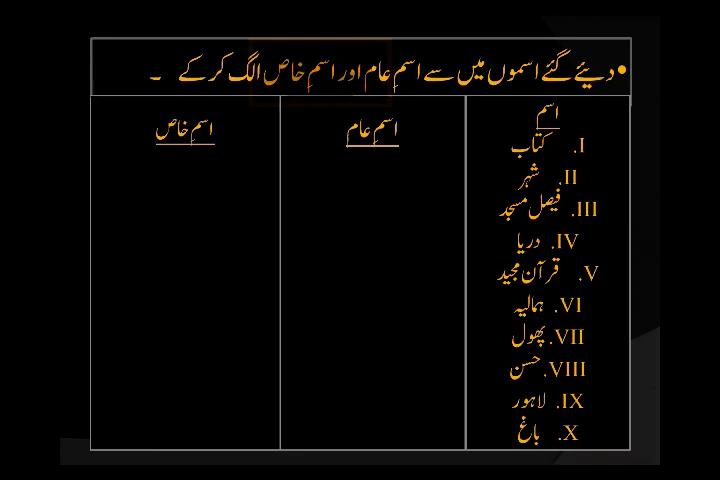 • دیئے گئے اسموں میں سے اسمِ عام اور اسمِ خاص الگ کر کے ۔
اسم
اسمِ عام
اسمِ خاص
I. کتاب
II. شہر
III. فیصل مسجد
IV. دریا
V. قرآن مجید
VI. ہمالیہ
VII. پھول
VIII. حسن
IX. لاہور
X. باغ